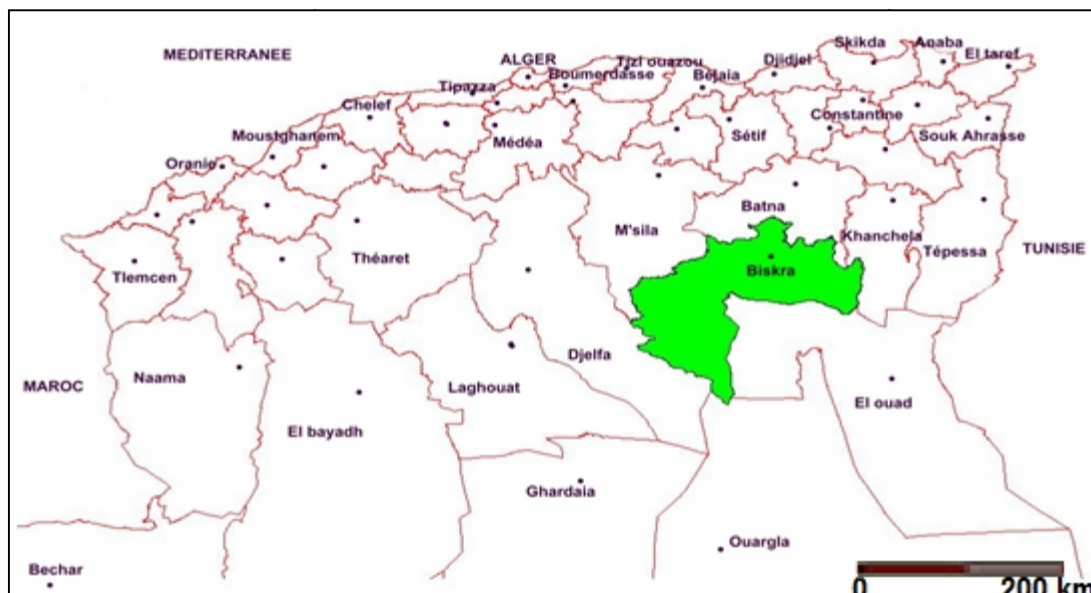 Skikda
Anaba
MEDITERRANEE
ALGER
Tizi ouazou
Djidjel
El taref
Boumerdasse
Bejaia
Tipazza
Chelef
Constantine
Moustghanem
Médéa
Sétif
Souk Ahrasse
Oranie
Batna
M'sila
Khanchela
Théaret
Tépessa
TUNISIE
Tlemcen
Biskra
Djelfa
MAROC
Naama
Laghouat
El ouad
El bayadh
Ghardaia
Ouargla
Bechar
0 200 km